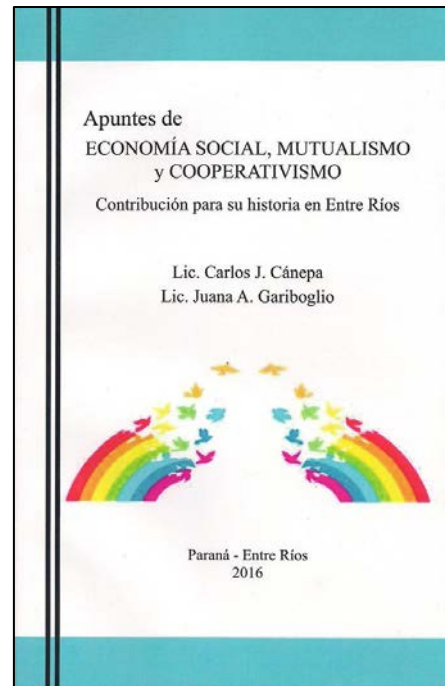 Apuntes de
ECONOMÍA SOCIAL, MUTUALISMO
y COOPERATIVISMO
Contribución para su historia en Entre Ríos
Lic. Carlos J. Cánepa
Lic. Juana A. Gariboglio
Paraná - Entre Ríos
2016